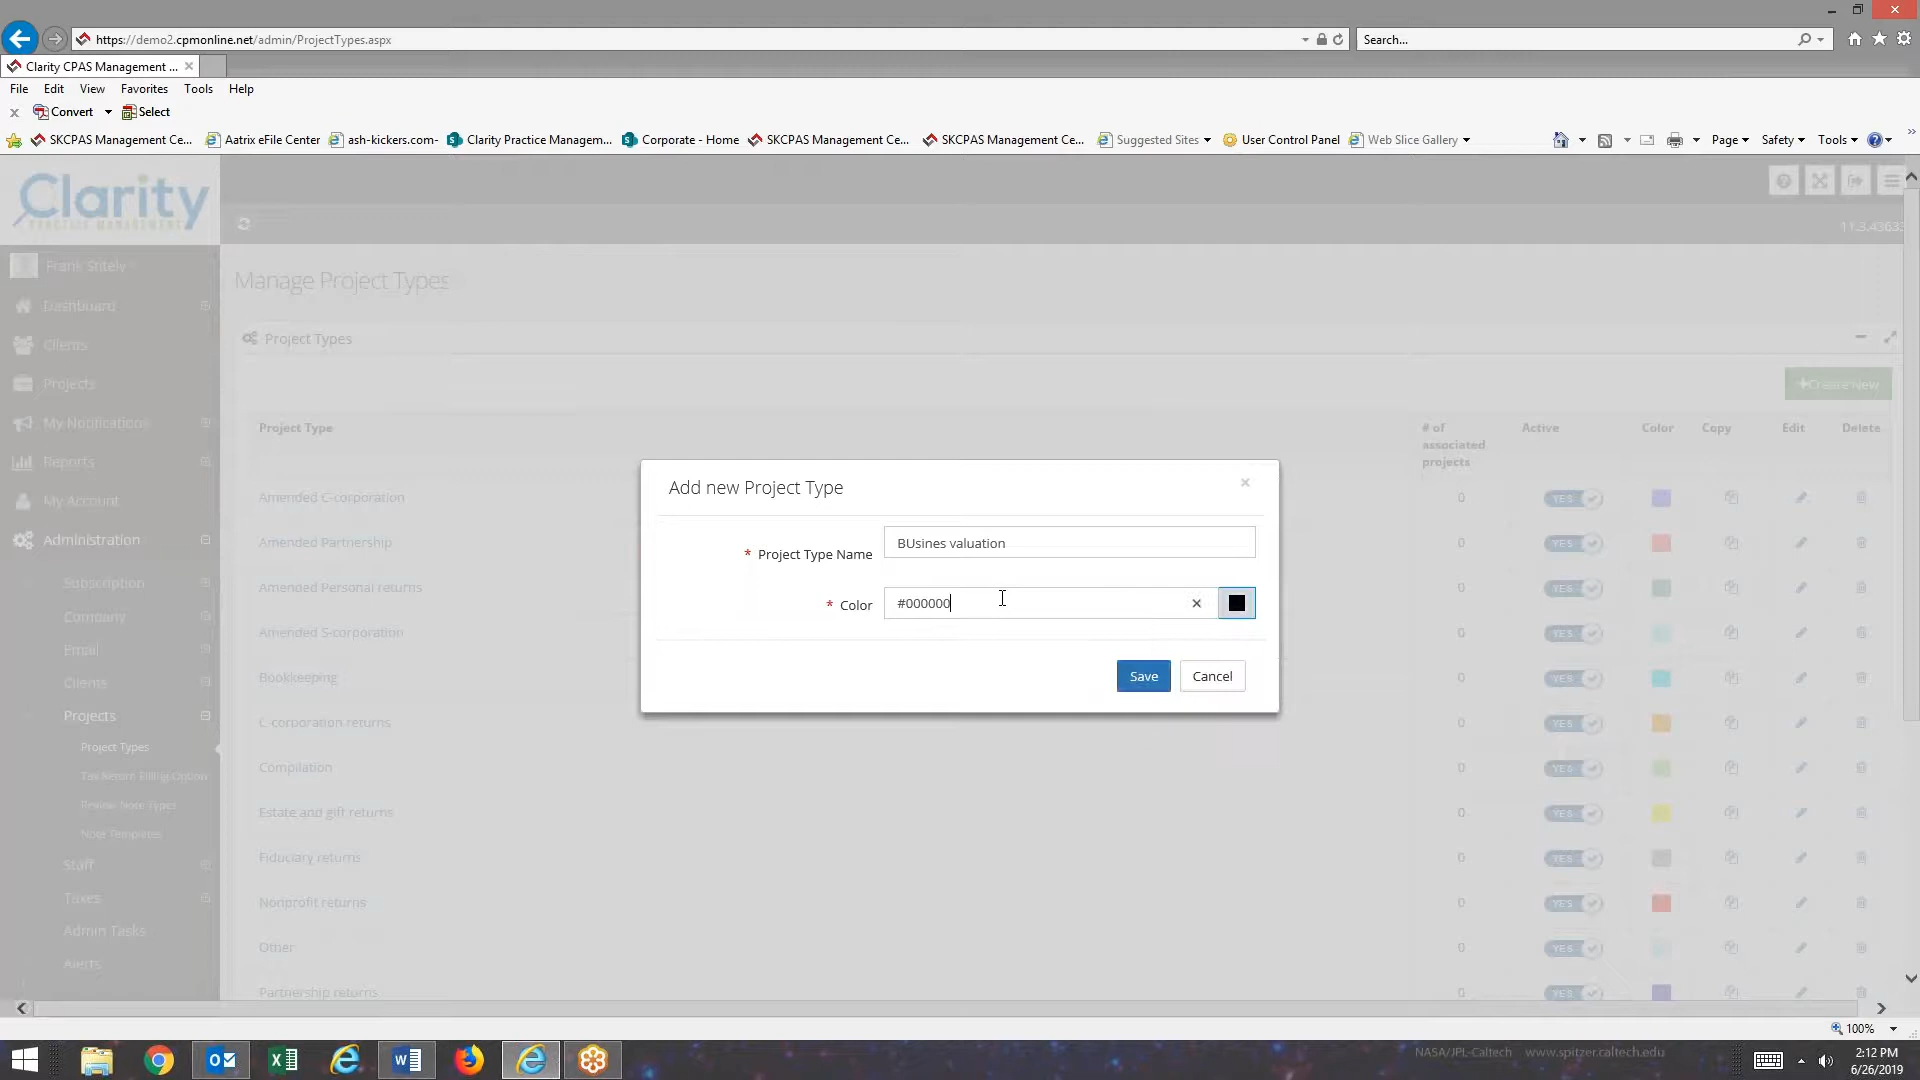 https://demo2.cpmonline.net/admin/ProjectTypes.aspx
Search...
Clarity CPAS Management ...
File Edit View Favorites Tools Help
Convert Select
SKCPAS Management Ce... Aatrix eFile Center ash-kickers.com- Clarity Practice Managem... Corporate - Home SKCPAS Management Ce... SKCPAS Management Ce... Suggested Sites User Control Panel Web Slice Gallery Page Safety Tools
Clarity
PRACTICE MANAGEMENT
11.3.43633
Frank Stitely
Dashboard
Clients
Projects
My Notifications
Reports
My Account
Administration
Subscription
Company
Email
Clients
Projects
Project Types
Tax Return Filing Option
Review Note Types
Note Templates
Staff
Taxes
Admin Tasks
Alerts
Manage Project Types
Project Types
+Create New
Project Type # of associated projects Active Color Copy Edit Delete
Amended C-corporation 0 YES
Amended Partnership 0 YES
Amended Personal returns 0 YES
Amended S-corporation 0 YES
Bookkeeping 0 YES
C-corporation returns 0 YES
Compilation 0 YES
Estate and gift returns 0 YES
Fiduciary returns 0 YES
Nonprofit returns 0 YES
Other 0 YES
Partnership returns 0 YES
Add new Project Type ×
* Project Type Name BUsines valuation
* Color #000000
Save Cancel
100%
NASA/JPL-Caltech www.spitzer.caltech.edu
2:12 PM
6/26/2019